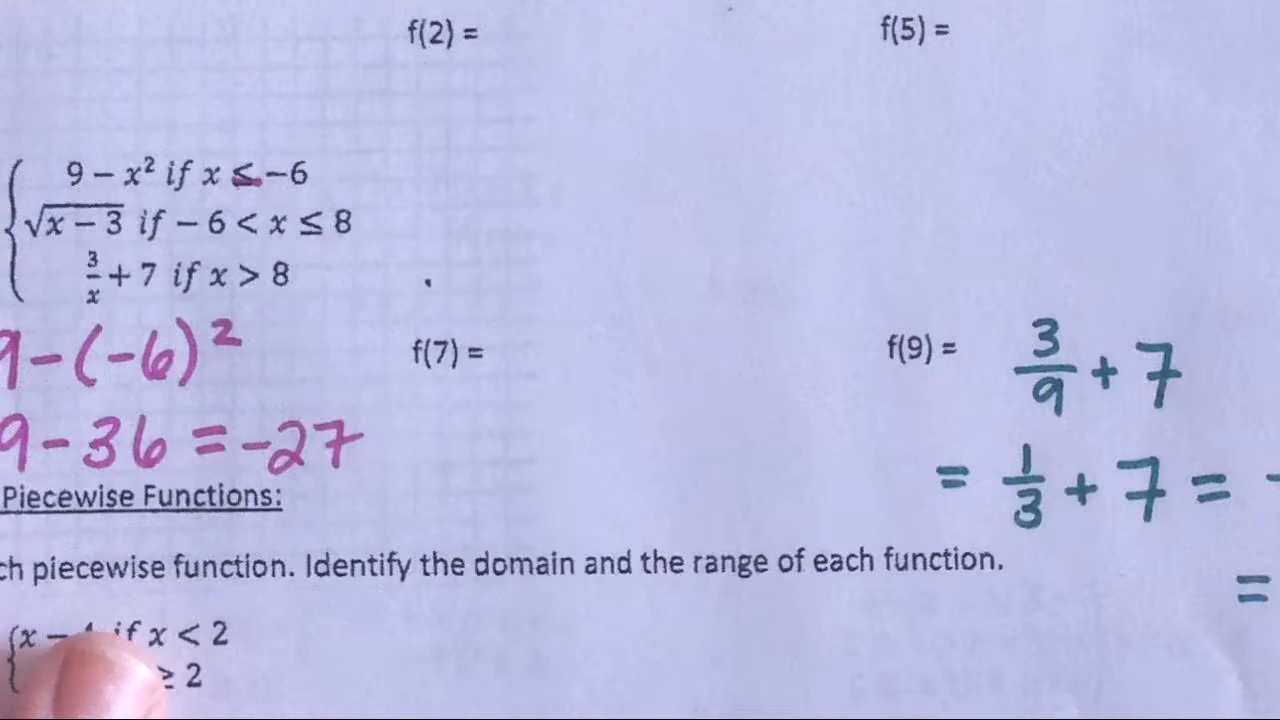 f(2) = f(5) =
9 − x² if x ≤ −6
√x − 3 if − 6 < x ≤ 8
3/x + 7 if x > 8
9 - (-6)²
f(7) =
f(9) = 3/9 + 7
9 - 36 = -27
= 1/3 + 7 =
Piecewise Functions:
=
piecewise function. Identify the domain and the range of each function.
x − if x < 2
≥ 2